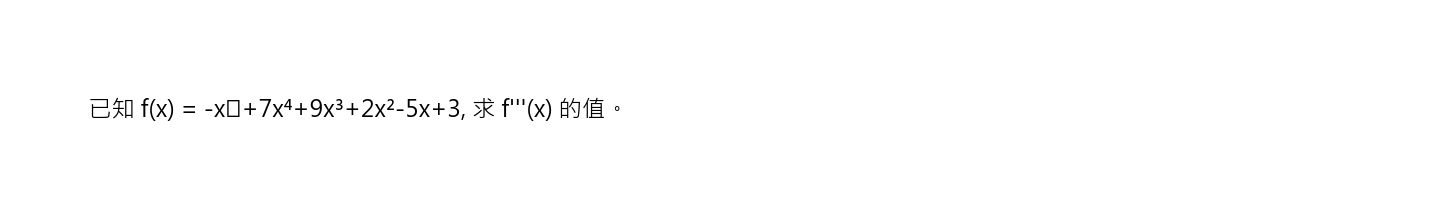 已知 f(x) = -x▯+7x⁴+9x³+2x²-5x+3, 求 f'''(x) 的值。